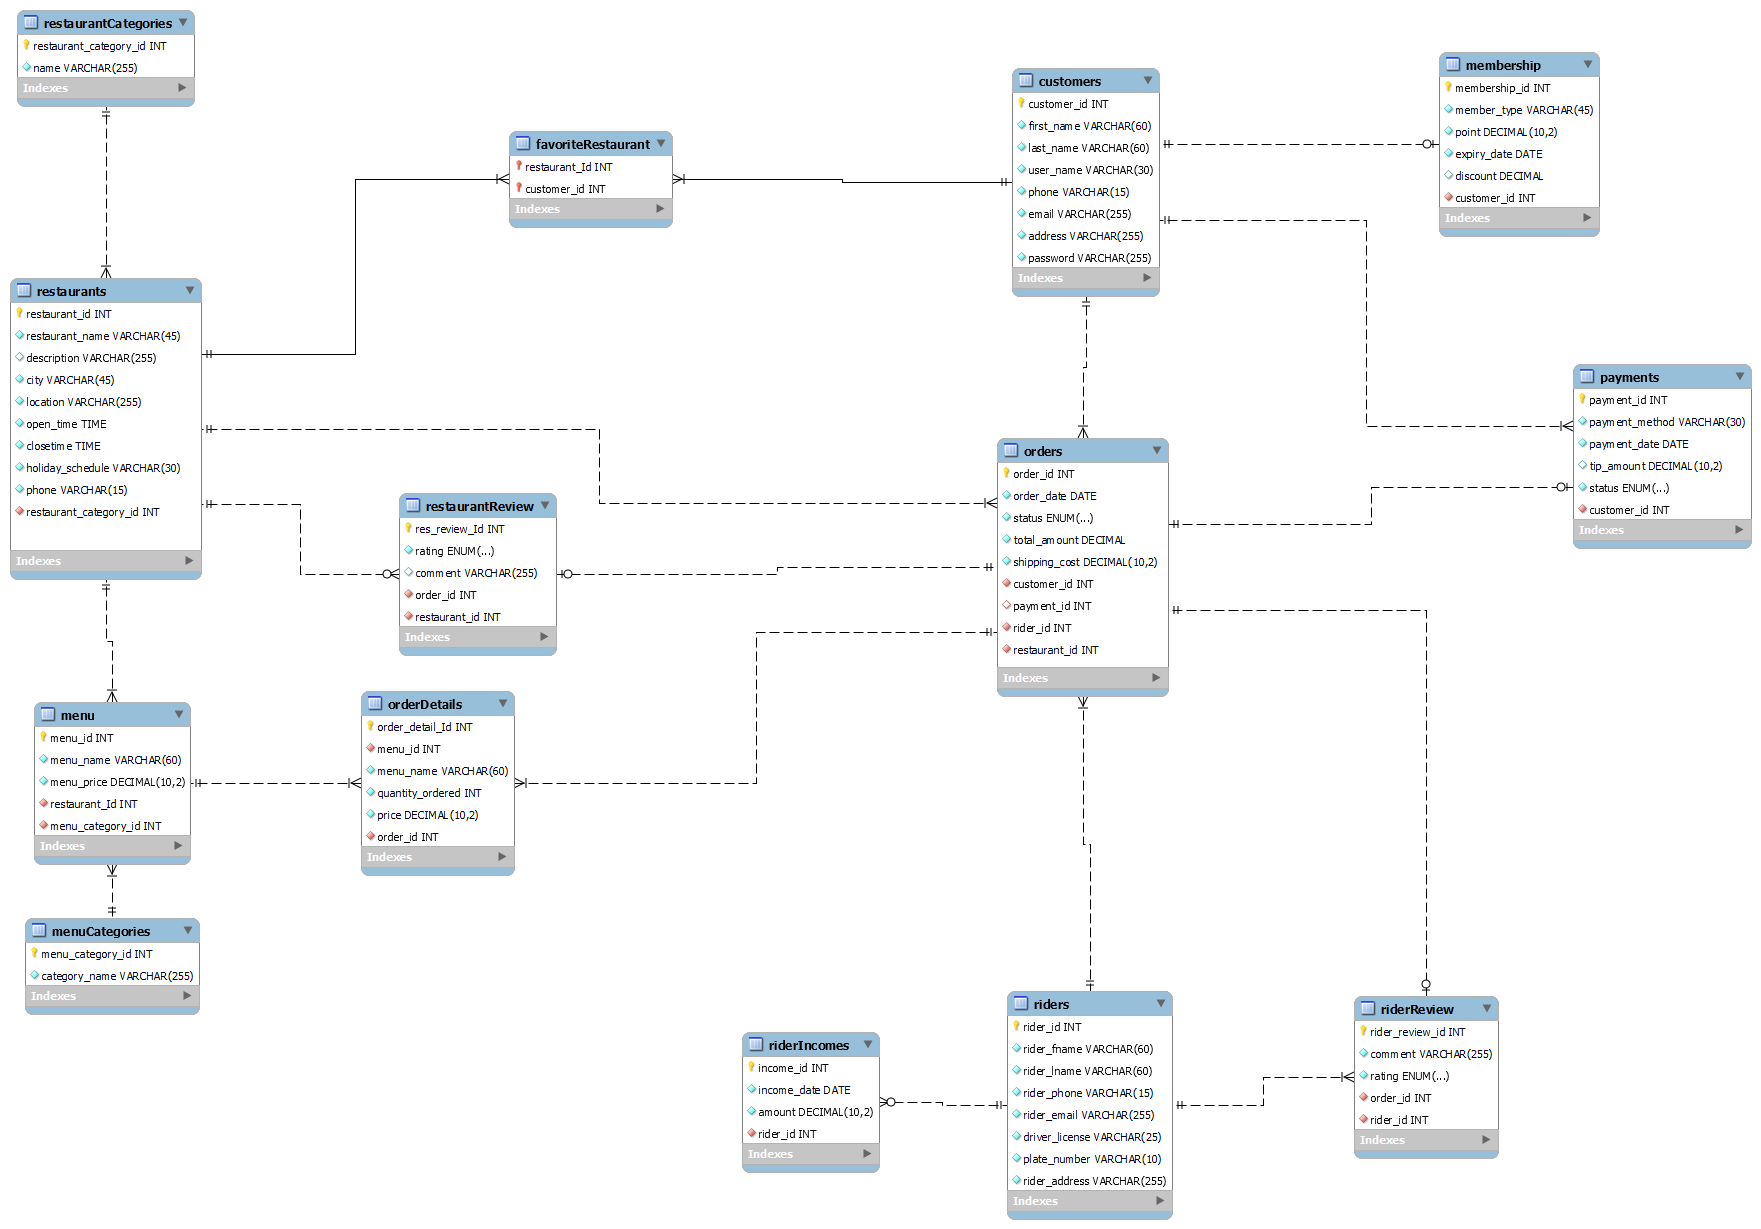 restaurantCategories
restaurant_category_id INT
name VARCHAR(255)
Indexes
customers
customer_id INT
first_name VARCHAR(60)
last_name VARCHAR(60)
user_name VARCHAR(30)
phone VARCHAR(15)
email VARCHAR(255)
address VARCHAR(255)
password VARCHAR(255)
Indexes
membership
membership_id INT
member_type VARCHAR(45)
point DECIMAL(10,2)
expiry_date DATE
discount DECIMAL
customer_id INT
Indexes
favoriteRestaurant
restaurant_Id INT
customer_id INT
Indexes
restaurants
restaurant_id INT
restaurant_name VARCHAR(45)
description VARCHAR(255)
city VARCHAR(45)
location VARCHAR(255)
open_time TIME
closetime TIME
holiday_schedule VARCHAR(30)
phone VARCHAR(15)
restaurant_category_id INT
Indexes
payments
payment_id INT
payment_method VARCHAR(30)
payment_date DATE
tip_amount DECIMAL(10,2)
status ENUM(...)
customer_id INT
Indexes
orders
order_id INT
order_date DATE
status ENUM(...)
total_amount DECIMAL
shipping_cost DECIMAL(10,2)
customer_id INT
payment_id INT
rider_id INT
restaurant_id INT
Indexes
restaurantReview
res_review_Id INT
rating ENUM(...)
comment VARCHAR(255)
order_id INT
restaurant_id INT
Indexes
menu
menu_id INT
menu_name VARCHAR(60)
menu_price DECIMAL(10,2)
restaurant_Id INT
menu_category_id INT
Indexes
orderDetails
order_detail_Id INT
menu_id INT
menu_name VARCHAR(60)
quantity_ordered INT
price DECIMAL(10,2)
order_id INT
Indexes
menuCategories
menu_category_id INT
category_name VARCHAR(255)
Indexes
riderIncomes
income_id INT
income_date DATE
amount DECIMAL(10,2)
rider_id INT
Indexes
riders
rider_id INT
rider_fname VARCHAR(60)
rider_lname VARCHAR(60)
rider_phone VARCHAR(15)
rider_email VARCHAR(255)
driver_license VARCHAR(25)
plate_number VARCHAR(10)
rider_address VARCHAR(255)
Indexes
riderReview
rider_review_id INT
comment VARCHAR(255)
rating ENUM(...)
order_id INT
rider_id INT
Indexes